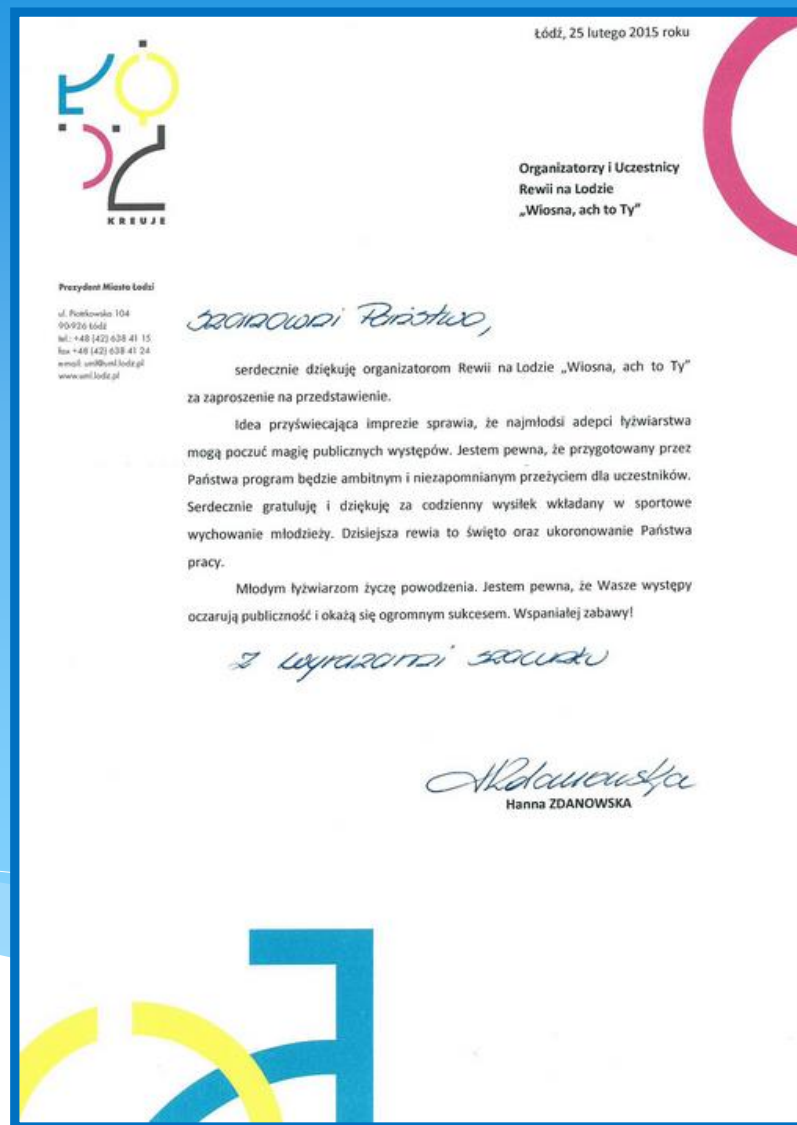 Łódź, 25 lutego 2015 roku
ŁÓDŹ
KREUJE
Organizatorzy i Uczestnicy
Rewii na Lodzie
„Wiosna, ach to Ty"
Prezydent Miasta Łodzi
ul. Piotrkowska 104
90-926 Łódź
tel.: +48 (42) 638 41 15
fax +48 (42) 638 41 24
e-mail: uml@uml.lodz.pl
www.uml.lodz.pl
Szanowni Państwo,
serdecznie dziękuję organizatorom Rewii na Lodzie „Wiosna, ach to Ty"
za zaproszenie na przedstawienie.
Idea przyświecająca imprezie sprawia, że najmłodsi adepci łyżwiarstwa
mogą poczuć magię publicznych występów. Jestem pewna, że przygotowany przez
Państwa program będzie ambitnym i niezapomnianym przeżyciem dla uczestników.
Serdecznie gratuluję i dziękuję za codzienny wysiłek wkładany w sportowe
wychowanie młodzieży. Dzisiejsza rewia to święto oraz ukoronowanie Państwa
pracy.
Młodym łyżwiarzom życzę powodzenia. Jestem pewna, że Wasze występy
oczarują publiczność i okażą się ogromnym sukcesem. Wspaniałej zabawy!
Z wyrazami szacunku
HZdanowska
Hanna ZDANOWSKA